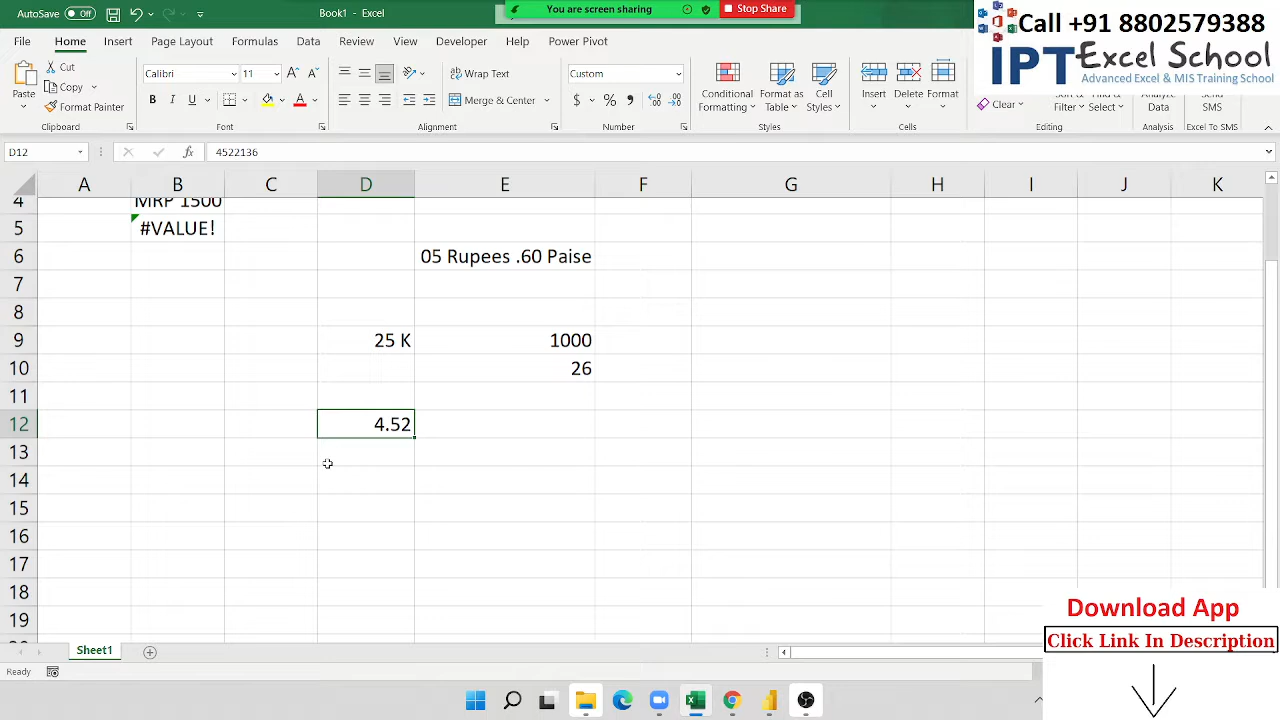 AutoSave Off
Book1 - Excel
You are screen sharing
Stop Share
Call +91 8802579388
IPT Excel School
Advanced Excel & MIS Training School
File Home Insert Page Layout Formulas Data Review View Developer Help Power Pivot
Paste
Cut
Copy
Format Painter
Calibri 11
B I U
Wrap Text
Merge & Center
Custom
$ % ,
Conditional Formatting
Format as Table
Cell Styles
Insert Delete Format
Clear
Filter
Select
Data
SMS
Clipboard Font Alignment Number Styles Cells Editing Analysis Excel To SMS
D12 fx 4522136
A B C D E F G H I J K
4 MRP 1500
5 #VALUE!
6 05 Rupees .60 Paise
7
8
9 25 K 1000
10 26
11
12 4.52
13
14
15
16
17
18
19
Download App
Click Link In Description
Sheet1
Ready